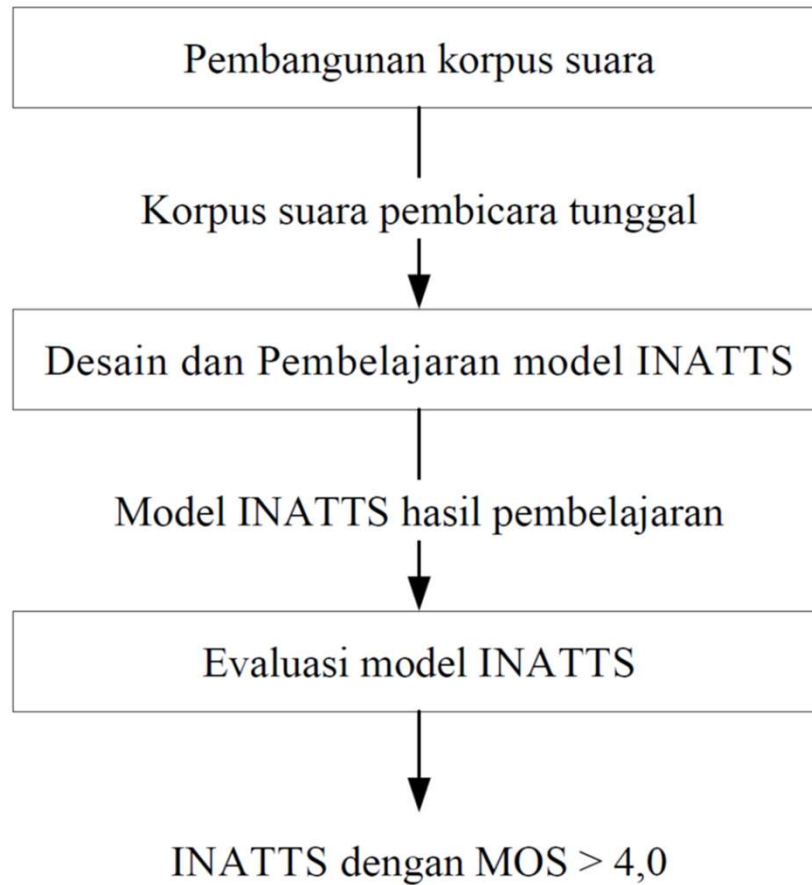 Pembangunan korpus suara
Korpus suara pembicara tunggal
Desain dan Pembelajaran model INATTS
Model INATTS hasil pembelajaran
Evaluasi model INATTS
INATTS dengan MOS > 4,0